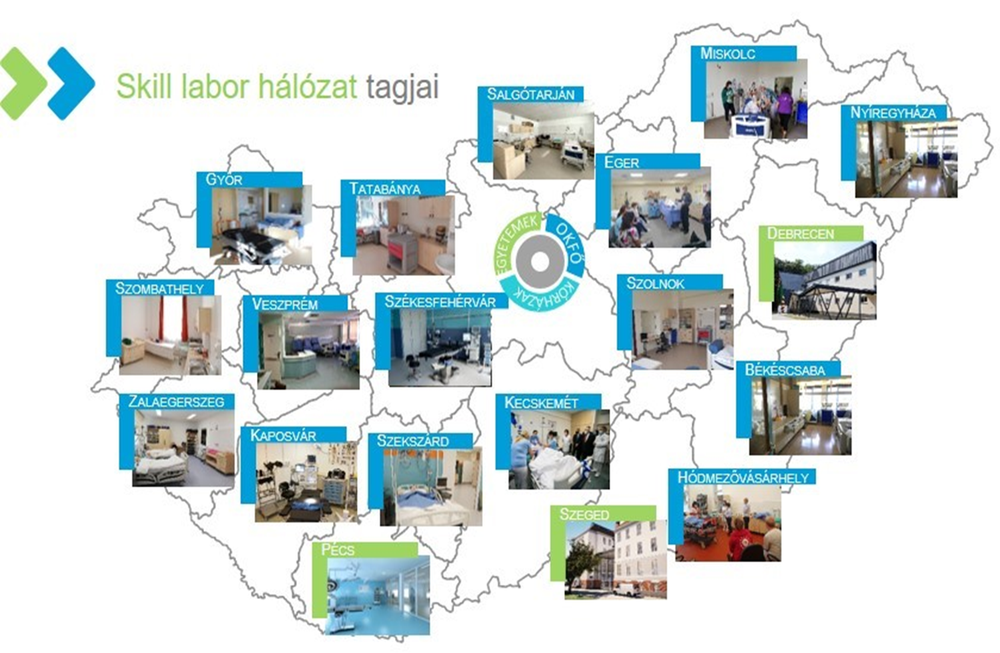 Skill labor hálózat tagjai
MISKOLC
SALGÓTARJÁN
NYÍREGYHÁZA
EGER
GYŐR
TATABÁNYA
EGYETEMEK
OKFŐ
KÓRHÁZAK
DEBRECEN
SZOMBATHELY
VESZPRÉM
SZÉKESFEHÉRVÁR
SZOLNOK
BÉKÉSCSABA
ZALAEGERSZEG
KECSKEMÉT
KAPOSVÁR
SZEKSZÁRD
HÓDMEZŐVÁSÁRHELY
SZEGED
PÉCS